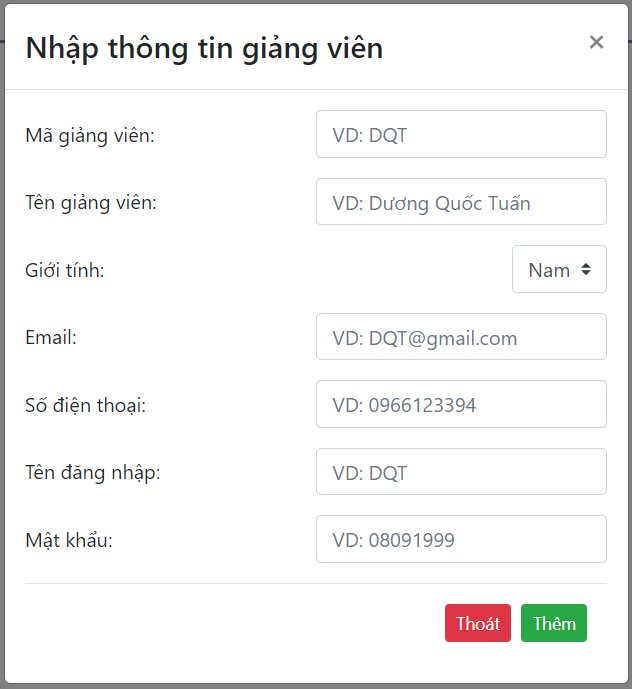 Nhập thông tin giảng viên ×
Mã giảng viên: VD: DQT
Tên giảng viên: VD: Dương Quốc Tuấn
Giới tính: Nam
Email: VD: DQT@gmail.com
Số điện thoại: VD: 0966123394
Tên đăng nhập: VD: DQT
Mật khẩu: VD: 08091999
Thoát Thêm